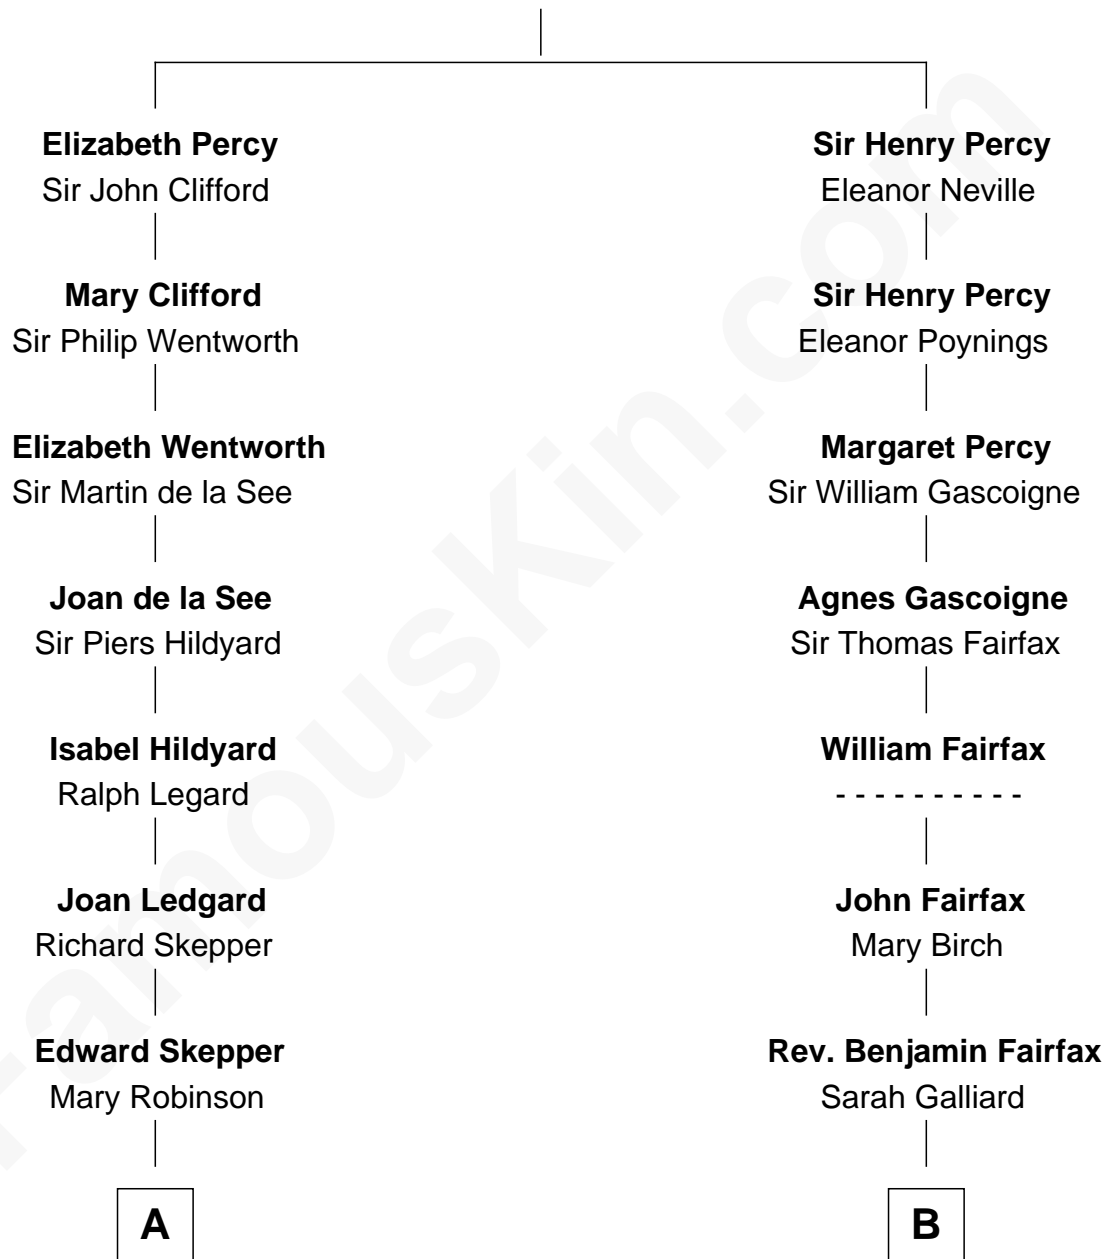 Elizabeth Percy
Sir John Clifford
Mary Clifford
Sir Philip Wentworth
Elizabeth Wentworth
Sir Martin de la See
Joan de la See
Sir Piers Hildyard
Isabel Hildyard
Ralph Legard
Joan Ledgard
Richard Skepper
Edward Skepper
Mary Robinson
A
Sir Henry Percy
Eleanor Neville
Sir Henry Percy
Eleanor Poynings
Margaret Percy
Sir William Gascoigne
Agnes Gascoigne
Sir Thomas Fairfax
William Fairfax
- - - - - - - - - -
John Fairfax
Mary Birch
Rev. Benjamin Fairfax
Sarah Galliard
B
FamousKin.com